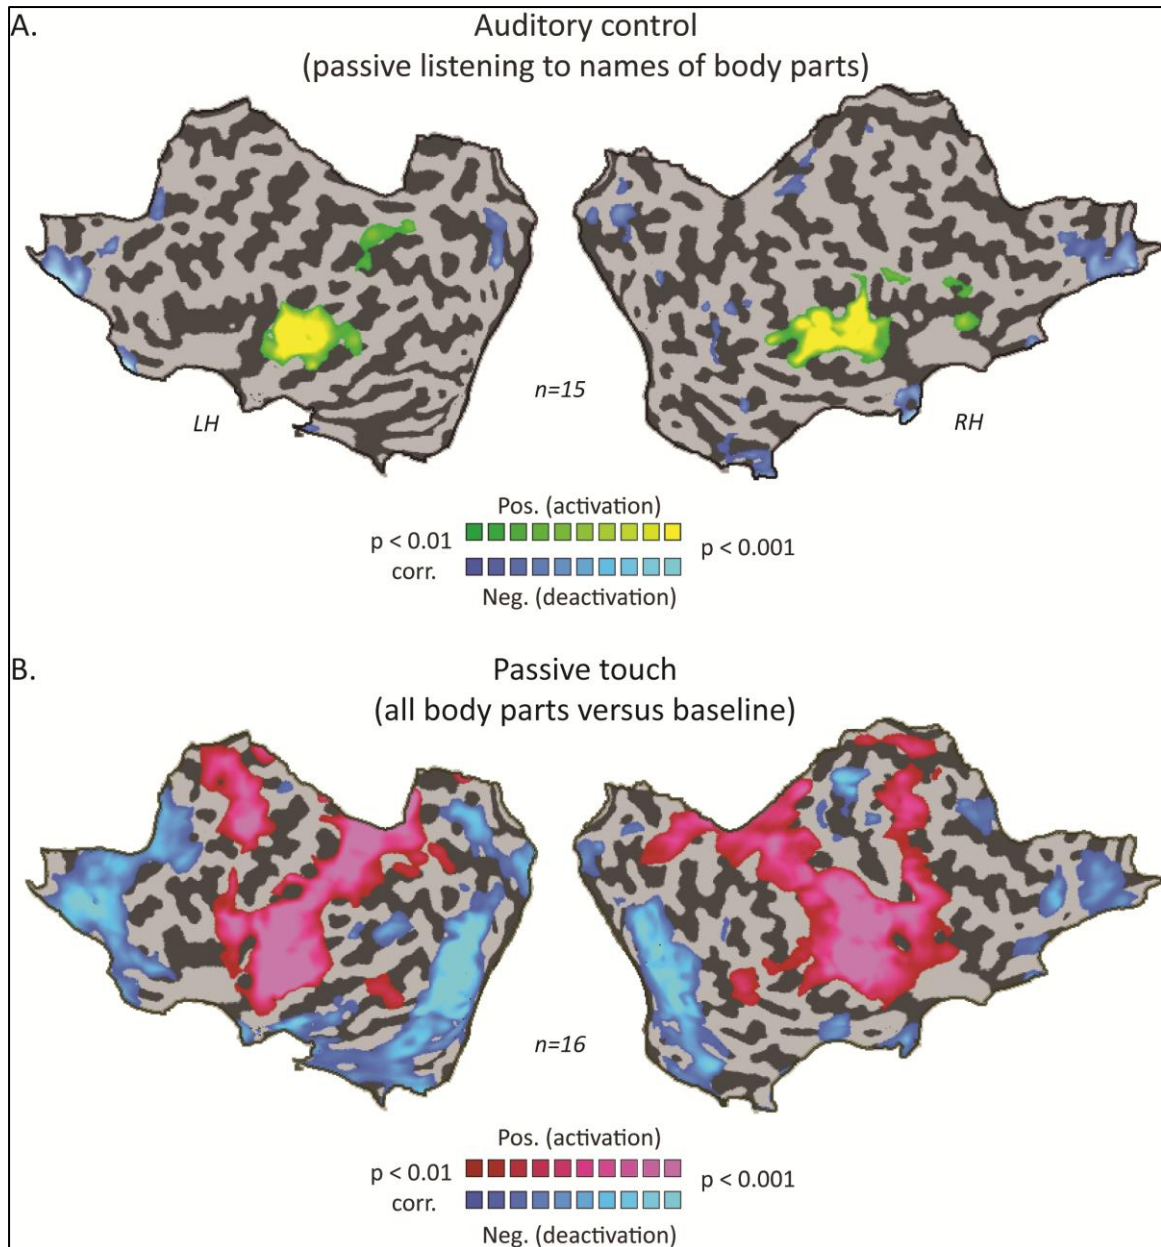 A.
Auditory control
(passive listening to names of body parts)
n=15
LH
RH
Pos. (activation)
p < 0.01
p < 0.001
corr.
Neg. (deactivation)
B.
Passive touch
(all body parts versus baseline)
n=16
Pos. (activation)
p < 0.01
p < 0.001
corr.
Neg. (deactivation)